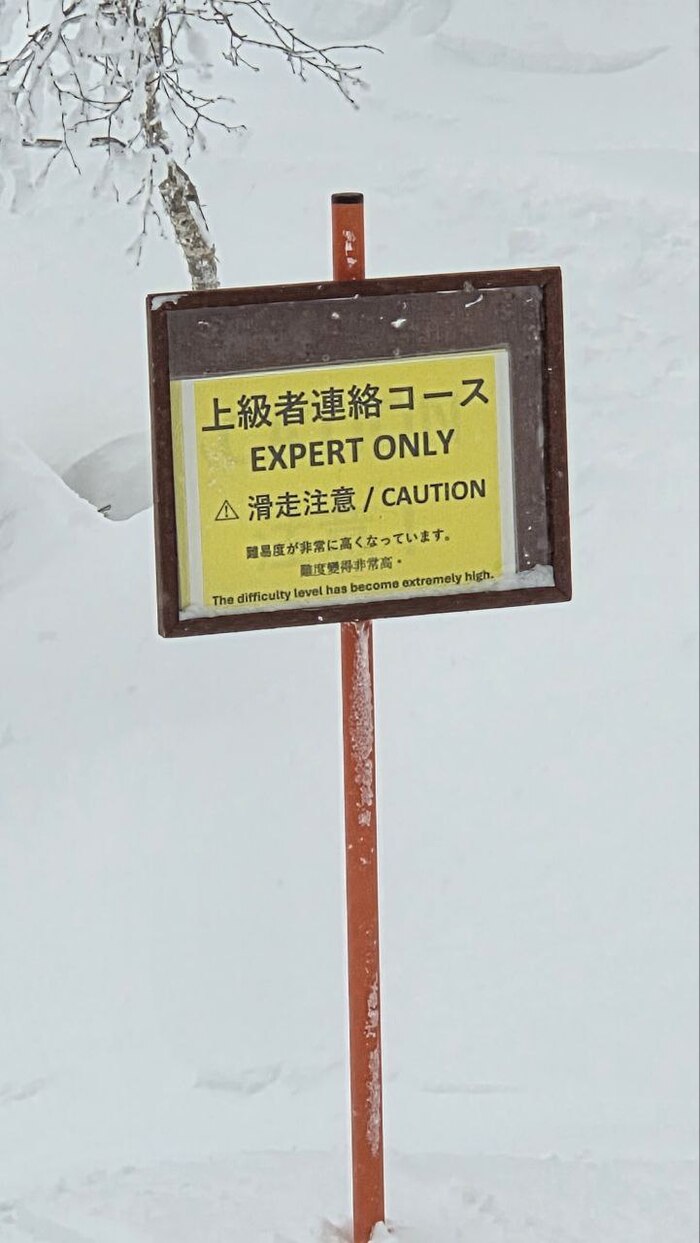 上級者連絡コース
EXPERT ONLY
⚠ 滑走注意 / CAUTION
難易度が非常に高くなっています。
難度變得非常高。
The difficulty level has become extremely high.